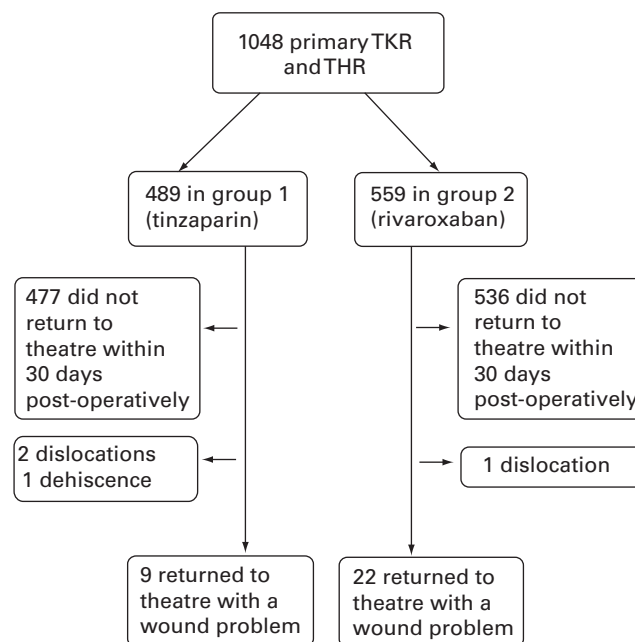 1048 primary TKR
and THR
489 in group 1
(tinzaparin)
559 in group 2
(rivaroxaban)
477 did not
return to
theatre within
30 days
post-operatively
536 did not
return to
theatre within
30 days
post-operatively
2 dislocations
1 dehiscence
1 dislocation
9 returned to
theatre with a
wound problem
22 returned to
theatre with a
wound problem